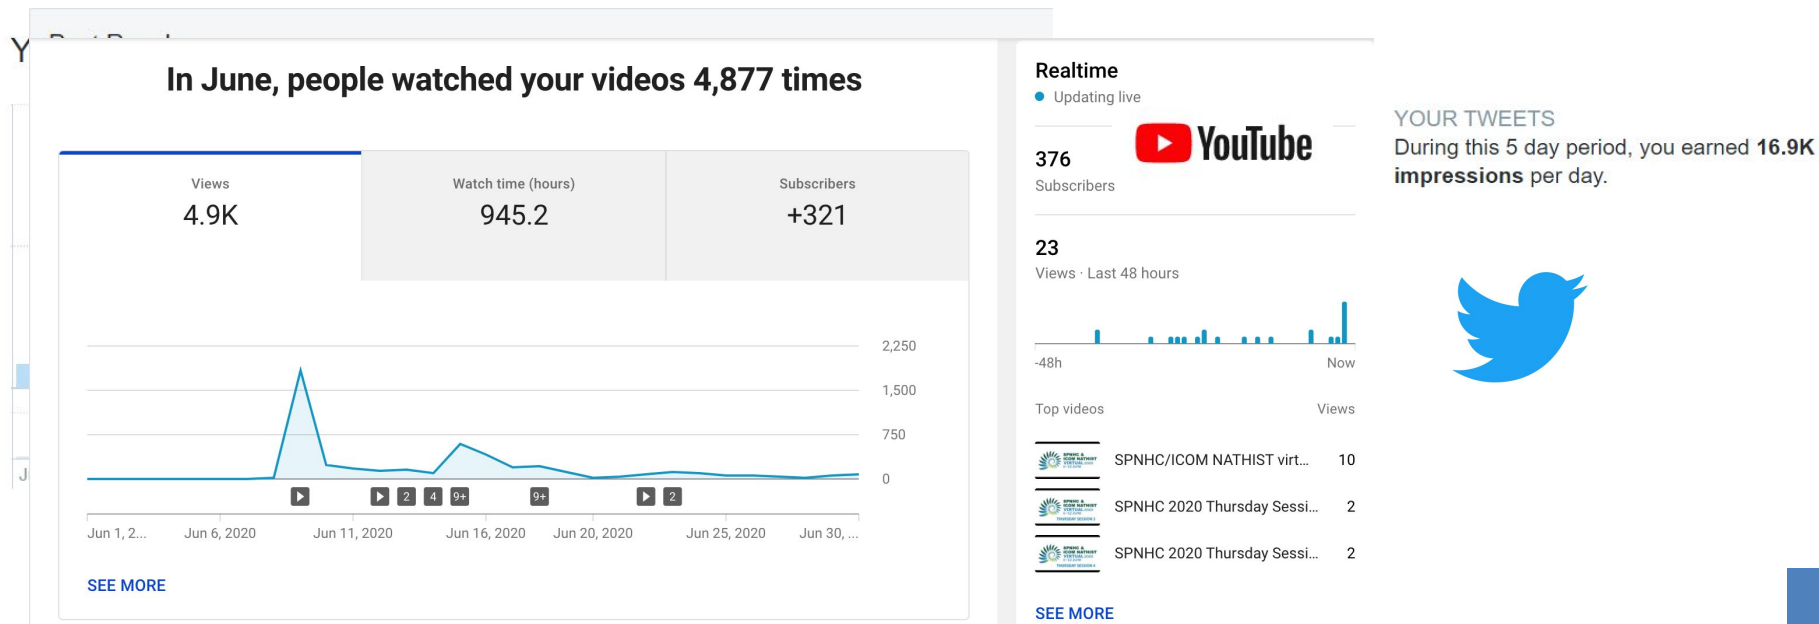 Y
In June, people watched your videos 4,877 times
Views
4.9K
Watch time (hours)
945.2
Subscribers
+321
2,250
1,500
750
0
2
4
9+
9+
2
Jun 1, 2...
Jun 6, 2020
Jun 11, 2020
Jun 16, 2020
Jun 20, 2020
Jun 25, 2020
Jun 30, ...
SEE MORE
Realtime
Updating live
YouTube
376
Subscribers
23
Views · Last 48 hours
-48h
Now
Top videos Views
SPNHC/ICOM NATHIST virt... 10
SPNHC 2020 Thursday Sessi... 2
SPNHC 2020 Thursday Sessi... 2
SEE MORE
YOUR TWEETS
During this 5 day period, you earned 16.9K
impressions per day.